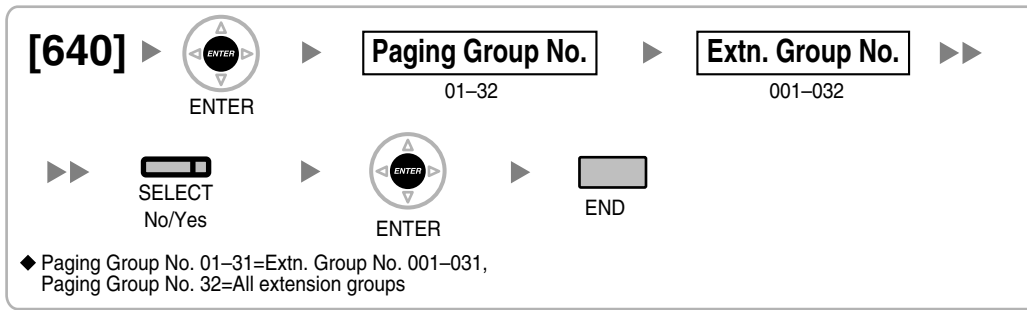 [640] ENTER Paging Group No. Extn. Group No.
ENTER 01–32 001–032
SELECT ENTER END
No/Yes ENTER
◆ Paging Group No. 01–31=Extn. Group No. 001–031,
Paging Group No. 32=All extension groups